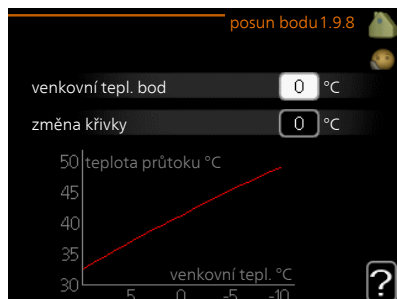 posun bodu 1.9.8
venkovní tepl. bod 0 °C
změna křivky 0 °C
50 teplota průtoku °C
45
40
35
30
venkovní tepl. °C
5 0 -5 -10
?